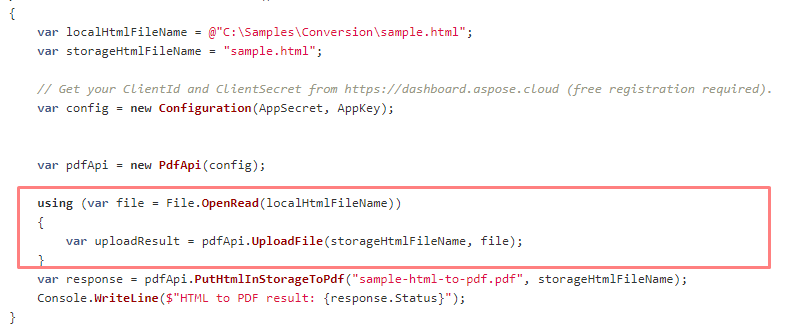 {
var localHtmlFileName = @"C:\Samples\Conversion\sample.html";
var storageHtmlFileName = "sample.html";
// Get your ClientId and ClientSecret from https://dashboard.aspose.cloud (free registration required).
var config = new Configuration(AppSecret, AppKey);
var pdfApi = new PdfApi(config);
using (var file = File.OpenRead(localHtmlFileName))
{
var uploadResult = pdfApi.UploadFile(storageHtmlFileName, file);
}
var response = pdfApi.PutHtmlInStorageToPdf("sample-html-to-pdf.pdf", storageHtmlFileName);
Console.WriteLine($"HTML to PDF result: {response.Status}");
}